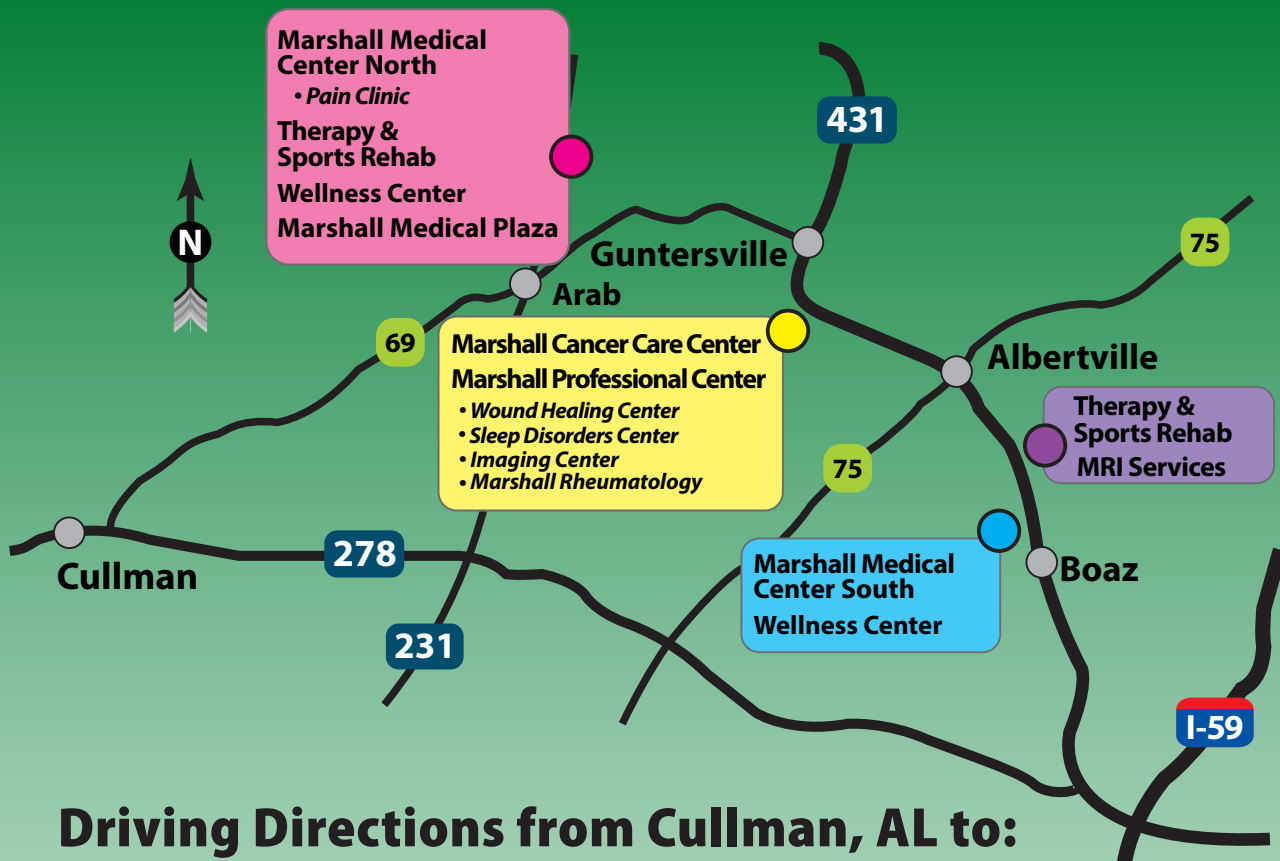 Marshall Medical
Center North
• Pain Clinic
Therapy &
Sports Rehab
Wellness Center
Marshall Medical Plaza
431
N
75
Guntersville
Arab
69
Marshall Cancer Care Center
Marshall Professional Center
• Wound Healing Center
• Sleep Disorders Center
• Imaging Center
• Marshall Rheumatology
Albertville
Therapy &
Sports Rehab
MRI Services
75
278
Cullman
Marshall Medical
Center South
Wellness Center
Boaz
231
I-59
Driving Directions from Cullman, AL to: